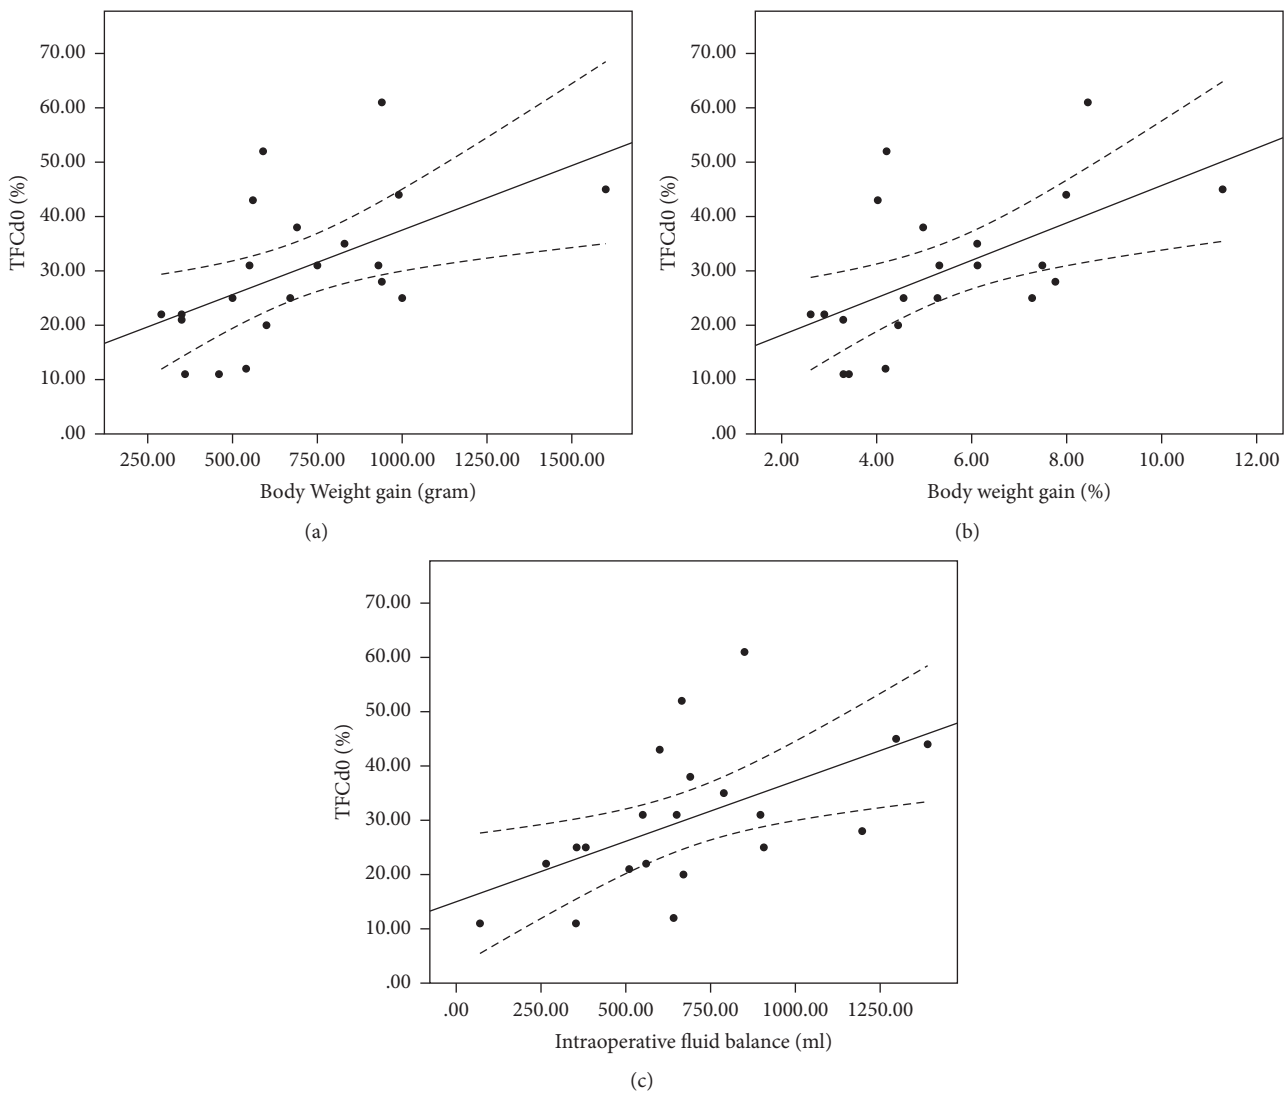 70.00
60.00
50.00
40.00
30.00
20.00
10.00
.00
TFCd0 (%)
250.00 500.00 750.00 1000.00 1250.00 1500.00
Body Weight gain (gram)
(a)
70.00
60.00
50.00
40.00
30.00
20.00
10.00
.00
TFCd0 (%)
2.00 4.00 6.00 8.00 10.00 12.00
Body weight gain (%)
(b)
70.00
60.00
50.00
40.00
30.00
20.00
10.00
.00
TFCd0 (%)
.00 250.00 500.00 750.00 1000.00 1250.00
Intraoperative fluid balance (ml)
(c)